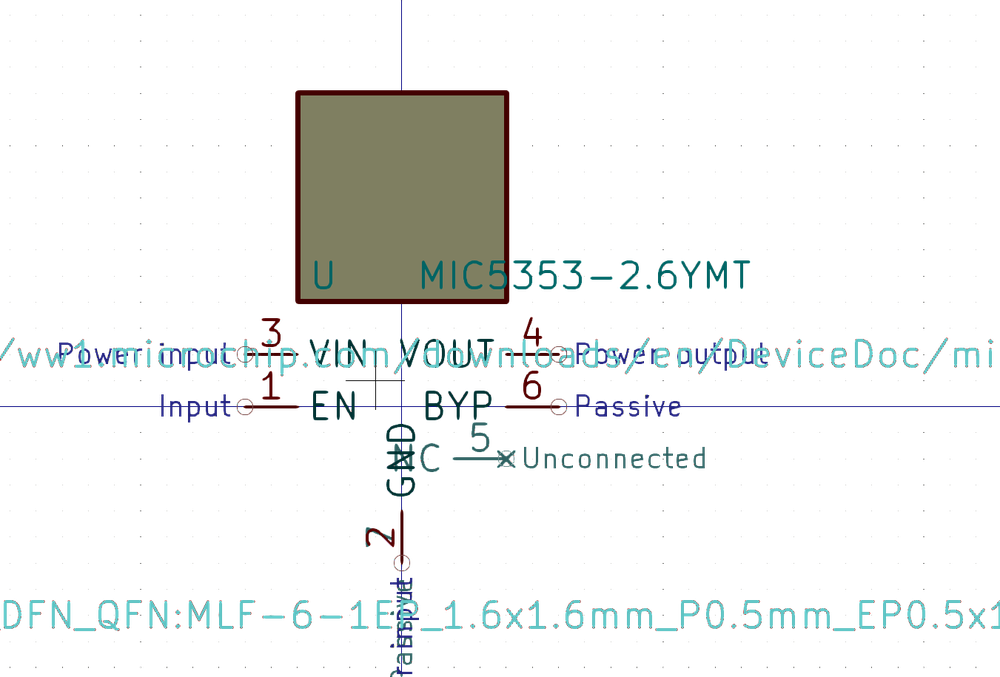 U MIC5353-2.6YMT
3 4
Power input VIN VOUT Power output
/ww1.microchip.com/downloads/en/DeviceDoc/mi
1 6
Input EN BYP Passive
5
GND NC Unconnected
2
input
DFN_QFN:MLF-6-1EP_1.6x1.6mm_P0.5mm_EP0.5x1